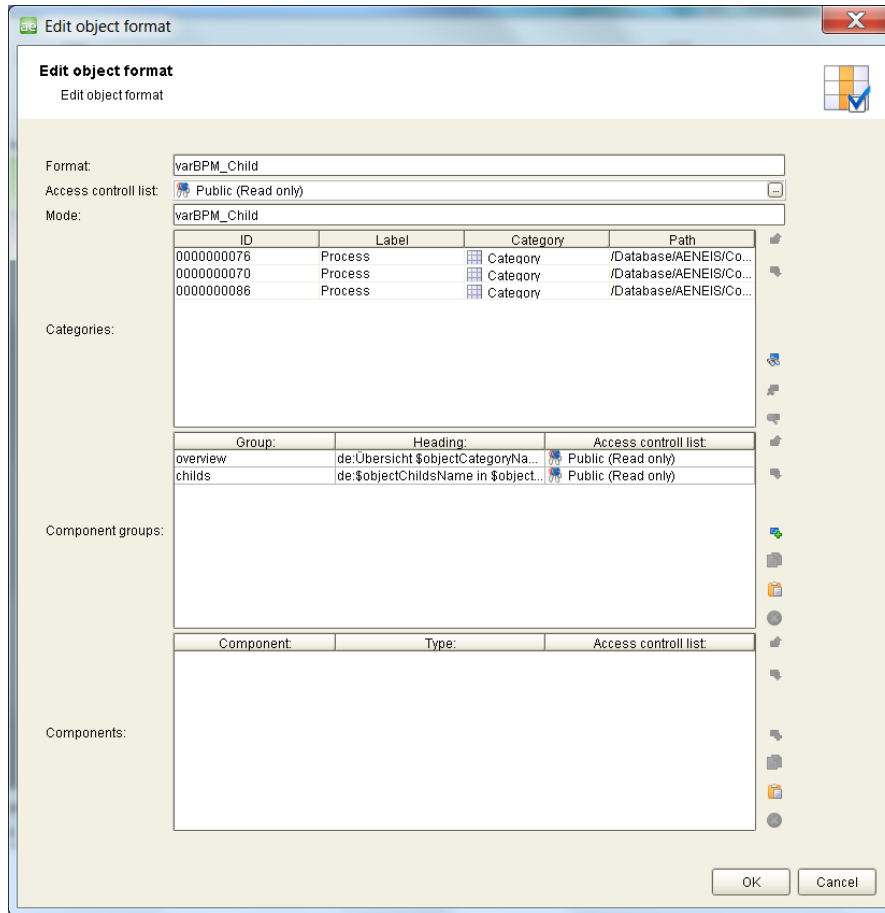 ae Edit object format
Edit object format
Edit object format
Format: varBPM_Child
Access controll list: Public (Read only) ...
Mode: varBPM_Child
ID Label Category Path
0000000076 Process Category /Database/AENEIS/Co...
0000000070 Process Category /Database/AENEIS/Co...
0000000086 Process Category /Database/AENEIS/Co...
Categories:
Group: Heading: Access controll list:
overview de:Übersicht $objectCategoryNa... Public (Read only)
childs de:$objectChildsName in $object... Public (Read only)
Component groups:
Component: Type: Access controll list:
Components:
OK Cancel